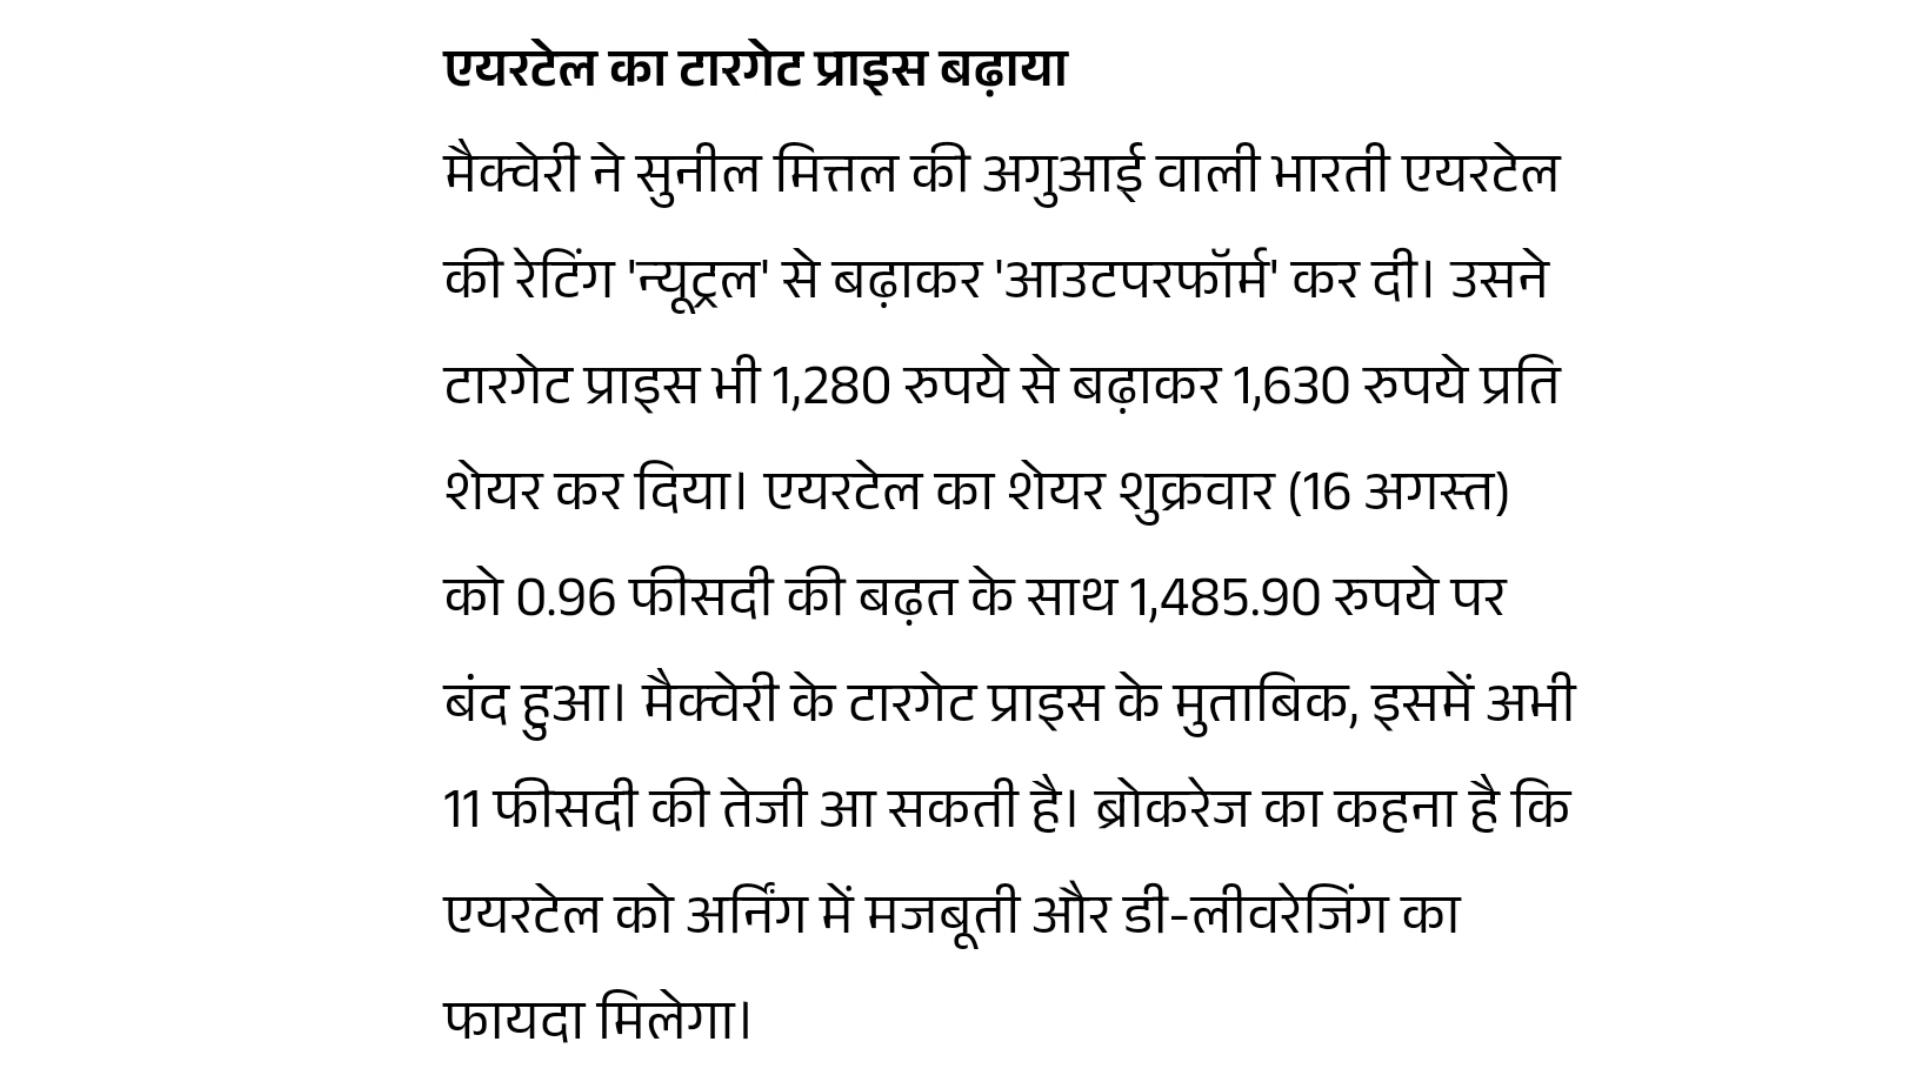 एयरटेल का टारगेट प्राइस बढ़ाया
मैक्वेरी ने सुनील मित्तल की अगुआई वाली भारती एयरटेल
की रेटिंग 'न्यूट्रल' से बढ़ाकर 'आउटपरफॉर्म' कर दी। उसने
टारगेट प्राइस भी 1,280 रुपये से बढ़ाकर 1,630 रुपये प्रति
शेयर कर दिया। एयरटेल का शेयर शुक्रवार (16 अगस्त)
को 0.96 फीसदी की बढ़त के साथ 1,485.90 रुपये पर
बंद हुआ। मैक्वेरी के टारगेट प्राइस के मुताबिक, इसमें अभी
11 फीसदी की तेजी आ सकती है। ब्रोकरेज का कहना है कि
एयरटेल को अर्निंग में मजबूती और डी-लीवरेजिंग का
फायदा मिलेगा।